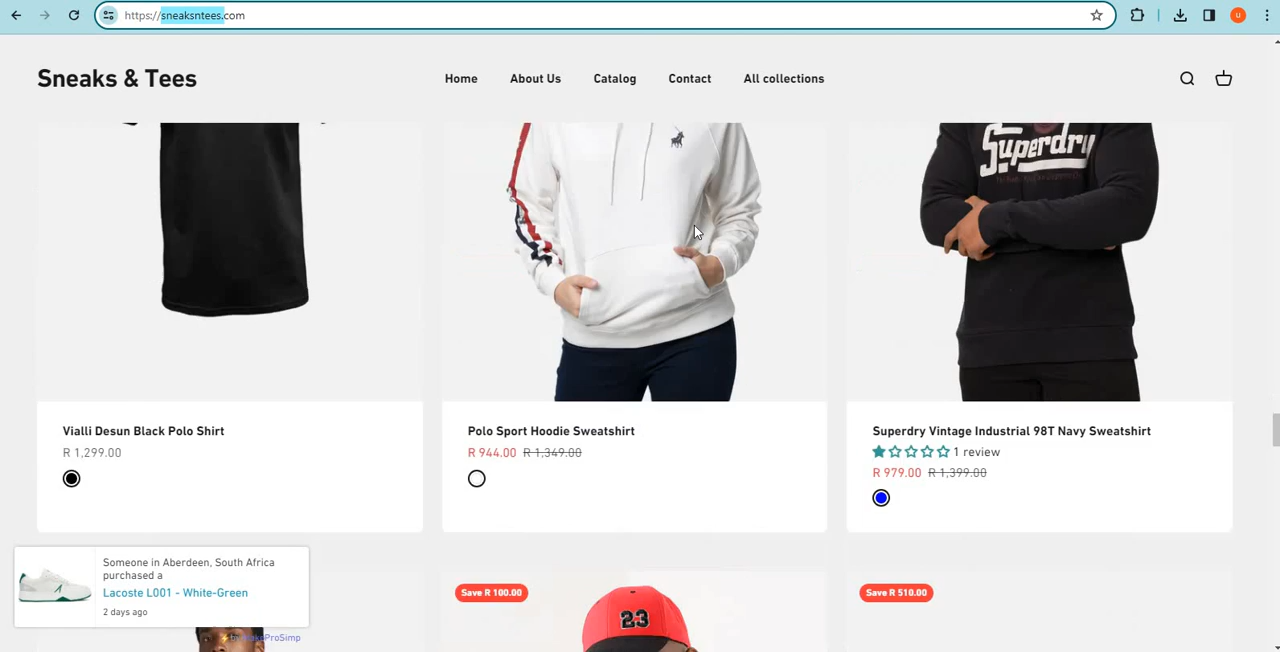 https://sneaksntees.com
u
Sneaks & Tees
Home
About Us
Catalog
Contact
All collections
Superdry
Vialli Desun Black Polo Shirt
R 1,299.00
Polo Sport Hoodie Sweatshirt
R 944.00 R 1,349.00
Superdry Vintage Industrial 98T Navy Sweatshirt
1 review
R 979.00 R 1,399.00
Someone in Aberdeen, South Africa
purchased a
Lacoste L001 - White-Green
2 days ago
Save R 100.00
23
Save R 510.00